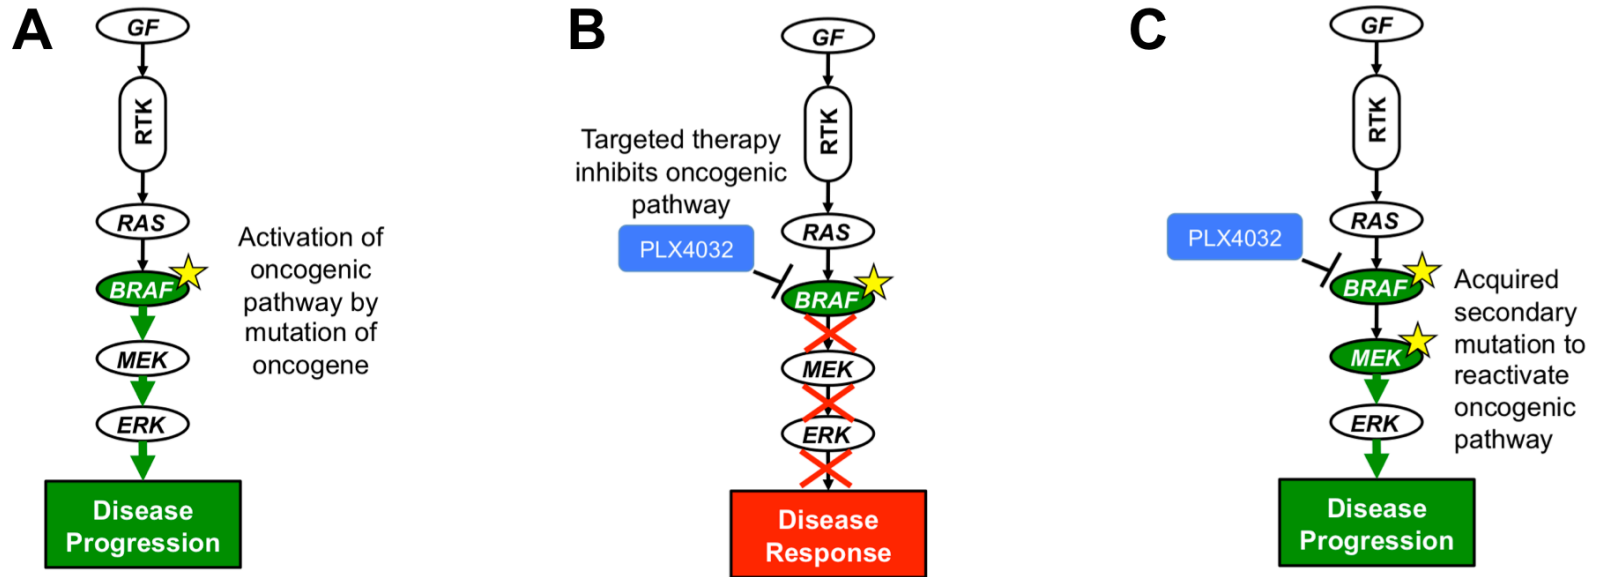 A
GF
RTK
RAS
BRAF
MEK
ERK
Disease
Progression
Activation of
oncogenic
pathway by
mutation of
oncogene
B
GF
RTK
Targeted therapy
inhibits oncogenic
pathway
PLX4032
RAS
BRAF
MEK
ERK
Disease
Response
C
GF
RTK
RAS
PLX4032
BRAF
MEK
ERK
Acquired
secondary
mutation to
reactivate
oncogenic
pathway
Disease
Progression